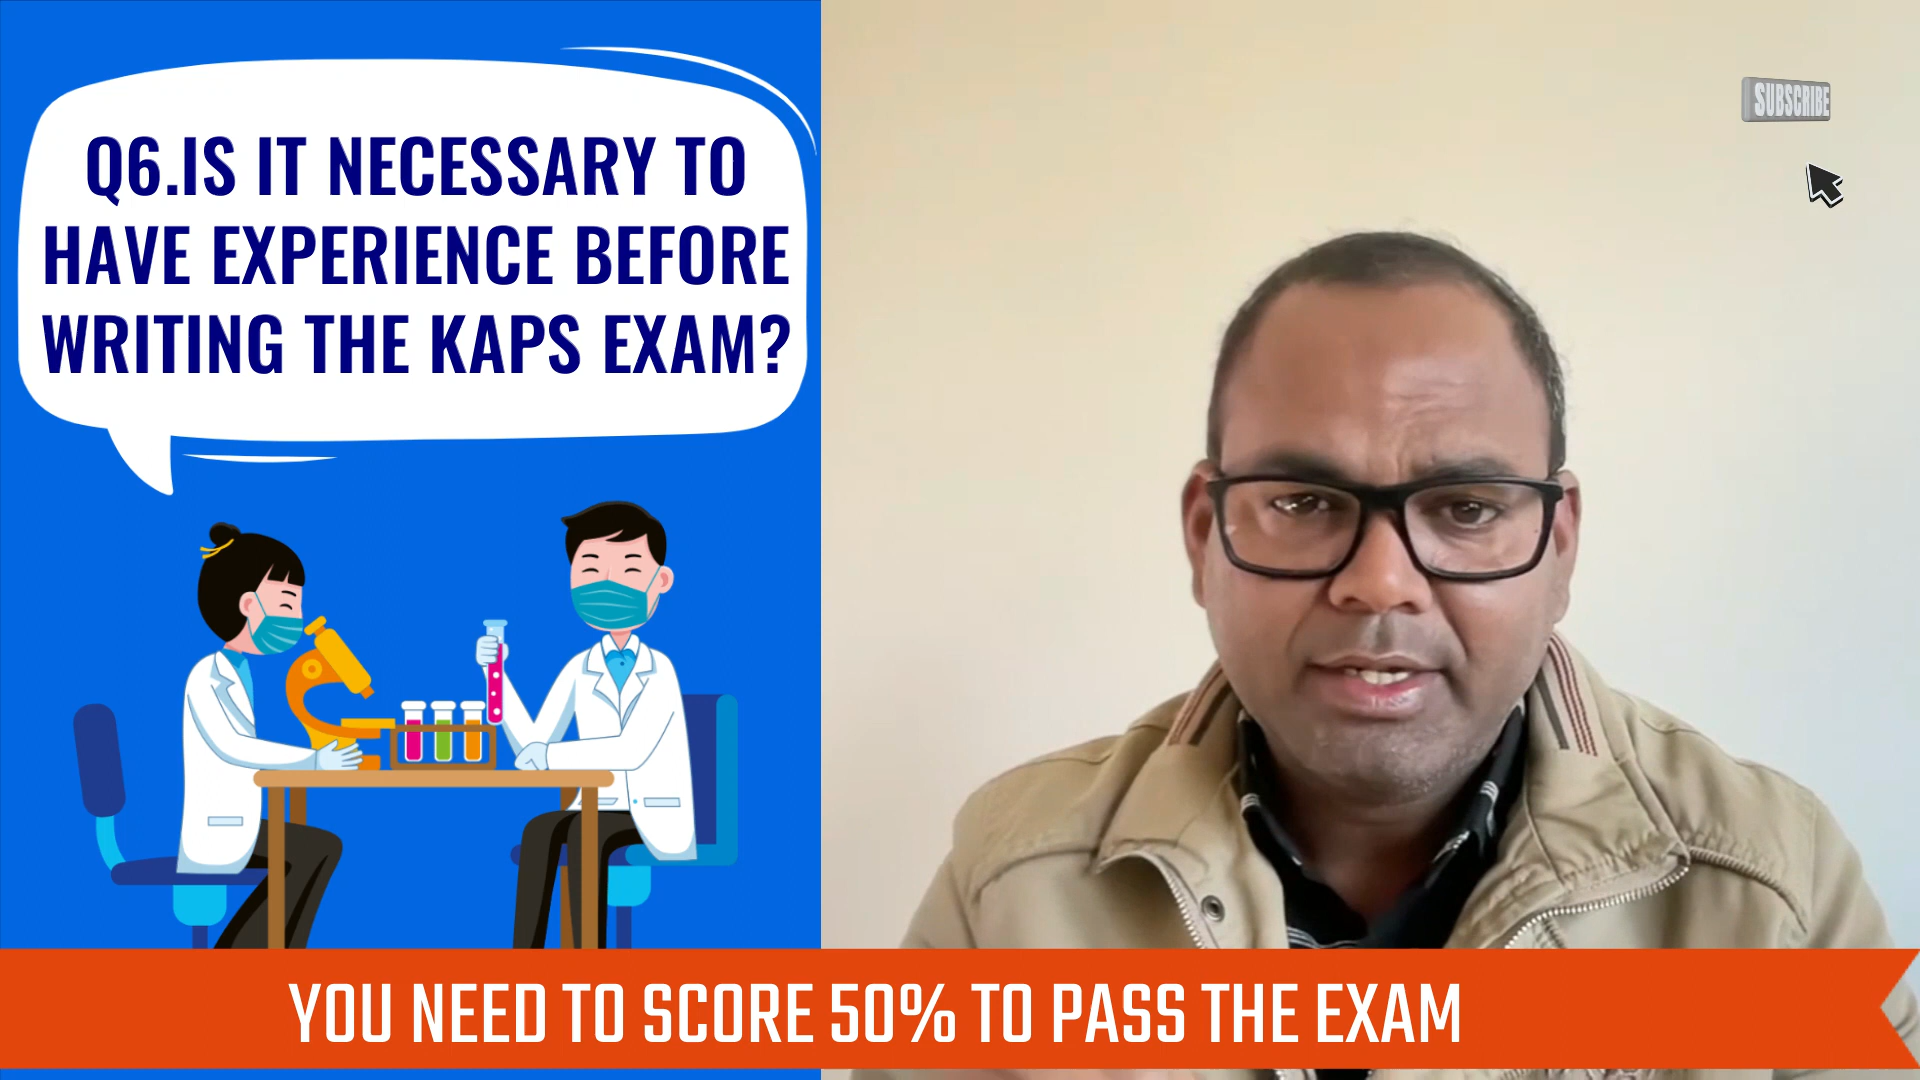 Q6.IS IT NECESSARY TO
HAVE EXPERIENCE BEFORE
WRITING THE KAPS EXAM?
SUBSCRIBE
YOU NEED TO SCORE 50% TO PASS THE EXAM